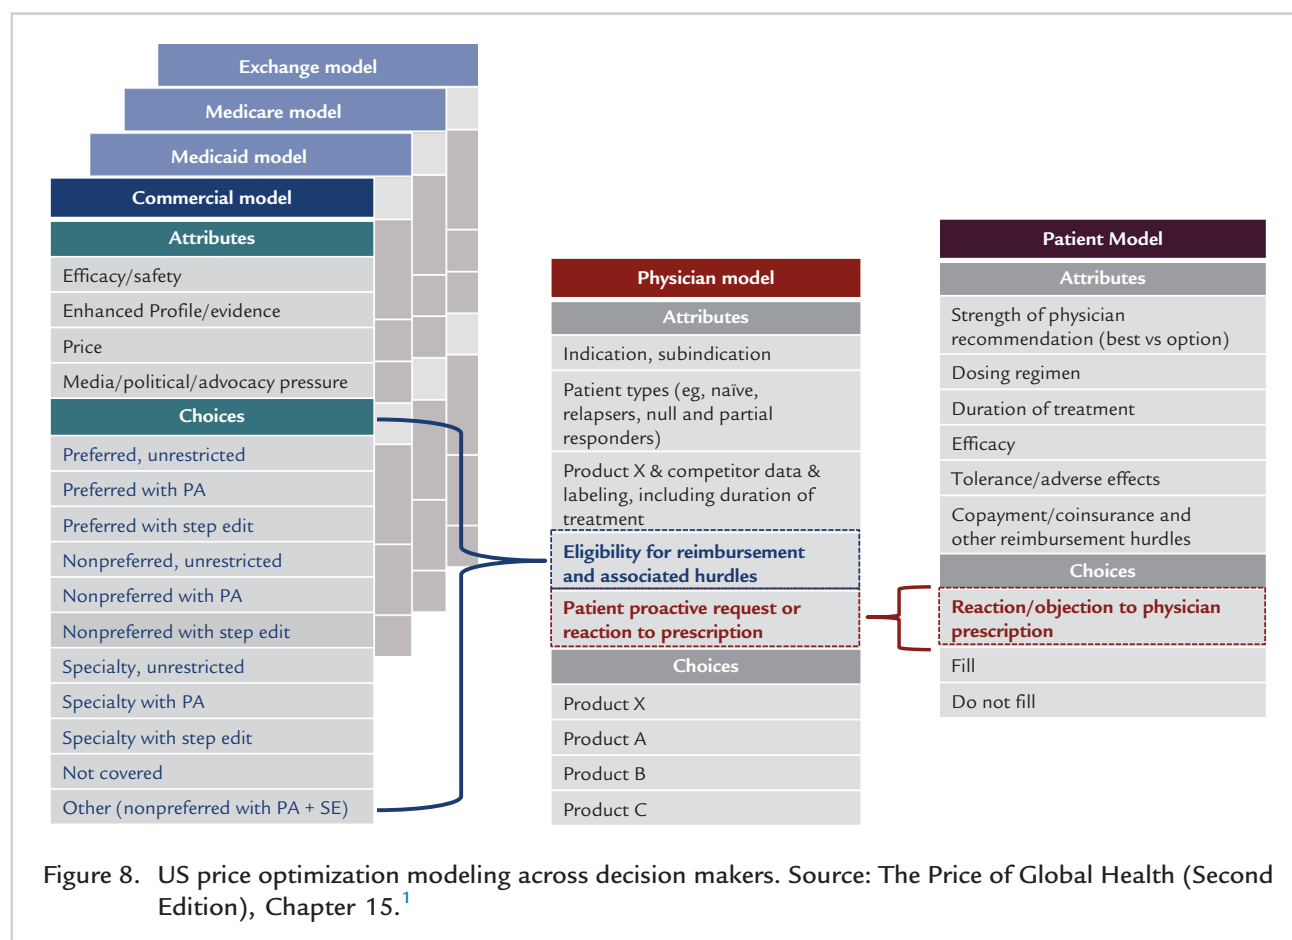 Exchange model
Medicare model
Medicaid model
Commercial model
Attributes
Efficacy/safety
Enhanced Profile/evidence
Price
Media/political/advocacy pressure
Choices
Preferred, unrestricted
Preferred with PA
Preferred with step edit
Nonpreferred, unrestricted
Nonpreferred with PA
Nonpreferred with step edit
Specialty, unrestricted
Specialty with PA
Specialty with step edit
Not covered
Other (nonpreferred with PA + SE)
Physician model
Attributes
Indication, subindication
Patient types (eg, naïve,
relapsers, null and partial
responders)
Product X & competitor data &
labeling, including duration of
treatment
Eligibility for reimbursement
and associated hurdles
Patient proactive request or
reaction to prescription
Choices
Product X
Product A
Product B
Product C
Patient Model
Attributes
Strength of physician
recommendation (best vs option)
Dosing regimen
Duration of treatment
Efficacy
Tolerance/adverse effects
Copayment/coinsurance and
other reimbursement hurdles
Choices
Reaction/objection to physician
prescription
Fill
Do not fill
Figure 8. US price optimization modeling across decision makers. Source: The Price of Global Health (Second
Edition), Chapter 15.1